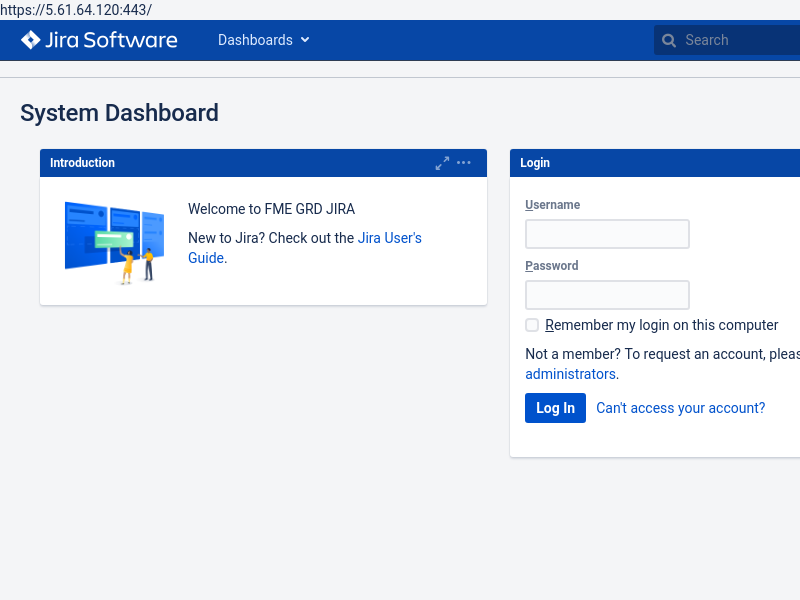 https://5.61.64.120:443/
Jira Software
Dashboards
Search
System Dashboard
Introduction
Welcome to FME GRD JIRA
New to Jira? Check out the Jira User's
Guide.
Login
Username
Password
Remember my login on this computer
Not a member? To request an account, pleas
administrators.
Log In
Can't access your account?